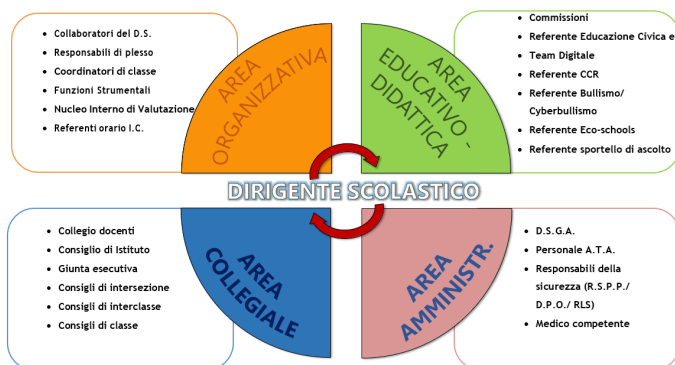 • Collaboratori del D.S.
• Responsabili di plesso
• Coordinatori di classe
• Funzioni Strumentali
• Nucleo Interno di Valutazione
• Referenti orario I.C.
AREA
ORGANIZZATIVA
AREA
EDUCATIVO -
DIDATTICA
• Commissioni
• Referente Educazione Civica e
• Team Digitale
• Referente CCR
• Referente Bullismo/
Cyberbullismo
• Referente Eco-schools
• Referente sportello di ascolto
DIRIGENTE SCOLASTICO
• Collegio docenti
• Consiglio di Istituto
• Giunta esecutiva
• Consigli di intersezione
• Consigli di interclasse
• Consigli di classe
AREA
COLLEGIALE
AREA
AMMINISTR.
• D.S.G.A.
• Personale A.T.A.
• Responsabili della
sicurezza (R.S.P.P./
D.P.O./ RLS)
• Medico competente